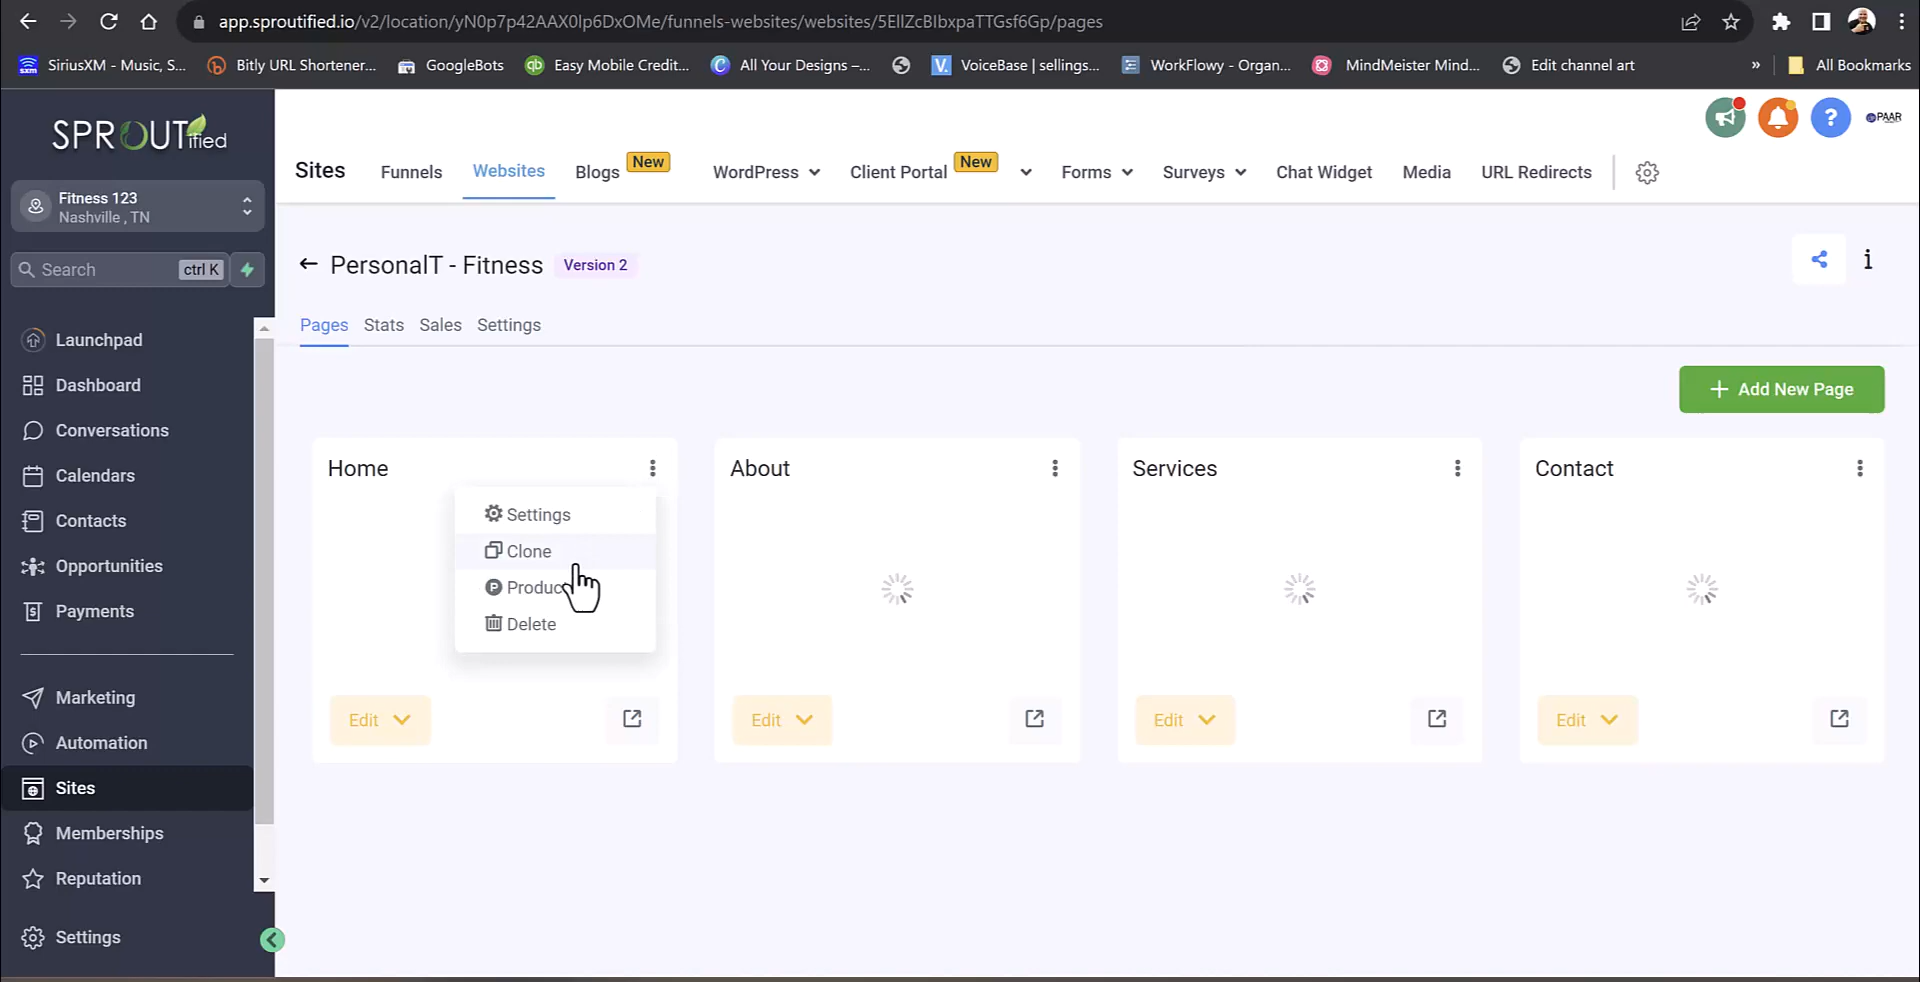 app.sproutified.io/v2/location/yN0p7p42AAX0lp6DxOMe/funnels-websites/websites/5EIlZcBIbxpaTTGsf6Gp/pages
SiriusXM - Music, S...
Bitly URL Shortener...
GoogleBots
Easy Mobile Credit...
All Your Designs –...
VoiceBase | sellings...
WorkFlowy - Organ...
MindMeister Mind...
Edit channel art
»
All Bookmarks
SPROUTified
PAAR
Sites
Funnels
Websites
Blogs
New
WordPress
Client Portal
New
Forms
Surveys
Chat Widget
Media
URL Redirects
Fitness 123
Nashville , TN
Search
ctrl K
PersonalT - Fitness
Version 2
Pages
Stats
Sales
Settings
Add New Page
Launchpad
Dashboard
Conversations
Calendars
Contacts
Opportunities
Payments
Marketing
Automation
Sites
Memberships
Reputation
Settings
Home
About
Services
Contact
Settings
Clone
Produc
Delete
Edit
Edit
Edit
Edit